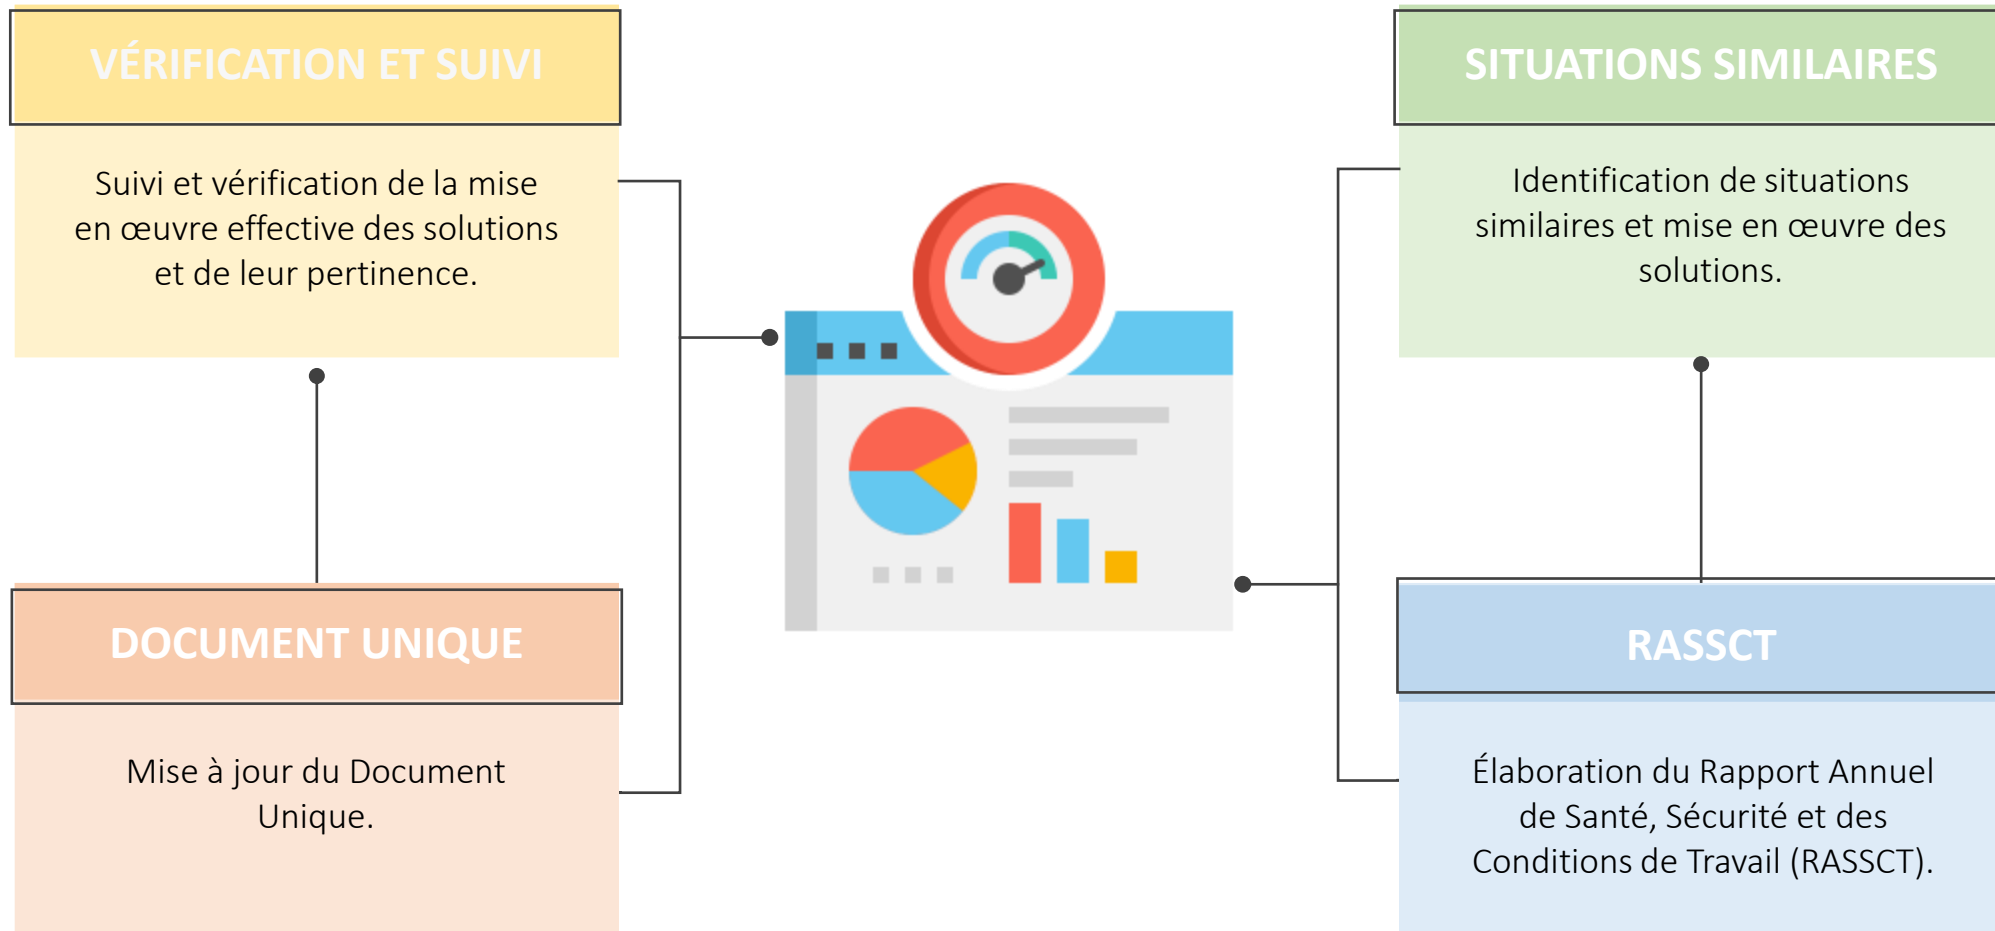 VÉRIFICATION ET SUIVI
Suivi et vérification de la mise
en œuvre effective des solutions
et de leur pertinence.
DOCUMENT UNIQUE
Mise à jour du Document
Unique.
SITUATIONS SIMILAIRES
Identification de situations
similaires et mise en œuvre des
solutions.
RASSCT
Élaboration du Rapport Annuel
de Santé, Sécurité et des
Conditions de Travail (RASSCT).